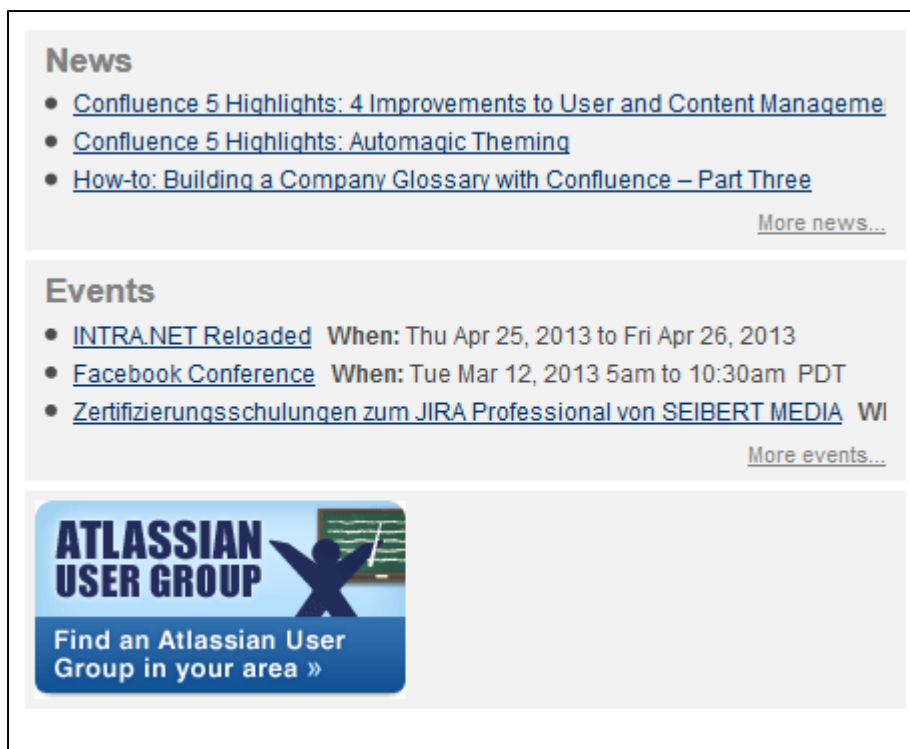 News
Confluence 5 Highlights: 4 Improvements to User and Content
Confluence 5 Highlights: Automagic Theming
How-to: Building a Company Glossary with Confluence – Part Three
More news...
Events
INTRA.NET Reloaded When: Thu Apr 25, 2013 to Fri Apr 26, 2013
Facebook Conference When: Tue Mar 12, 2013 5am to 10:30am PDT
Zertifizierungsschulungen zum JIRA Professional von SEIBERT MEDIA
More events...
ATLASSIAN
USER GROUP
Find an Atlassian User
Group in your area »